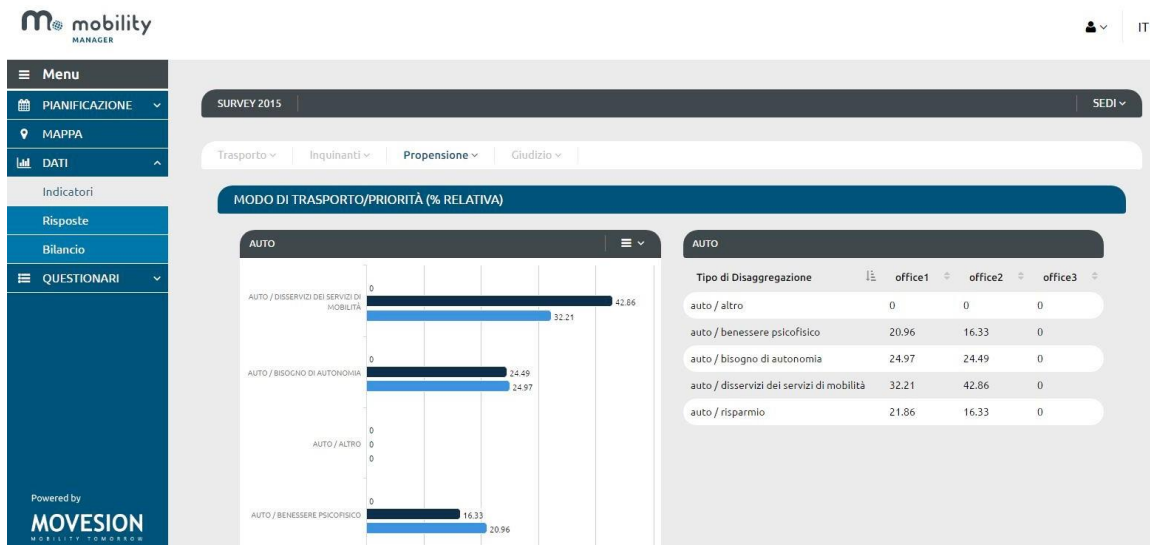 mobility
MANAGER
IT
Menu
PIANIFICAZIONE
MAPPA
DATI
Indicatori
Risposte
Bilancio
QUESTIONARI
Powered by
MOVESION
MOBILITY TOMORROW
SURVEY 2015
SEDI
Trasporto Inquinanti Propensione Giudizio
MODO DI TRASPORTO/PRIORITÀ (% RELATIVA)
AUTO
AUTO / DISSERVIZI DEI SERVIZI DI
MOBILITÀ
0
42.86
32.21
AUTO / BISOGNO DI AUTONOMIA
0
24.49
24.97
AUTO / ALTRO
0
0
0
AUTO / BENESSERE PSICOFISICO
0
16.33
20.96
AUTO
Tipo di Disaggregazione office1 office2 office3
auto / altro 0 0 0
auto / benessere psicofisico 20.96 16.33 0
auto / bisogno di autonomia 24.97 24.49 0
auto / disservizi dei servizi di mobilità 32.21 42.86 0
auto / risparmio 21.86 16.33 0